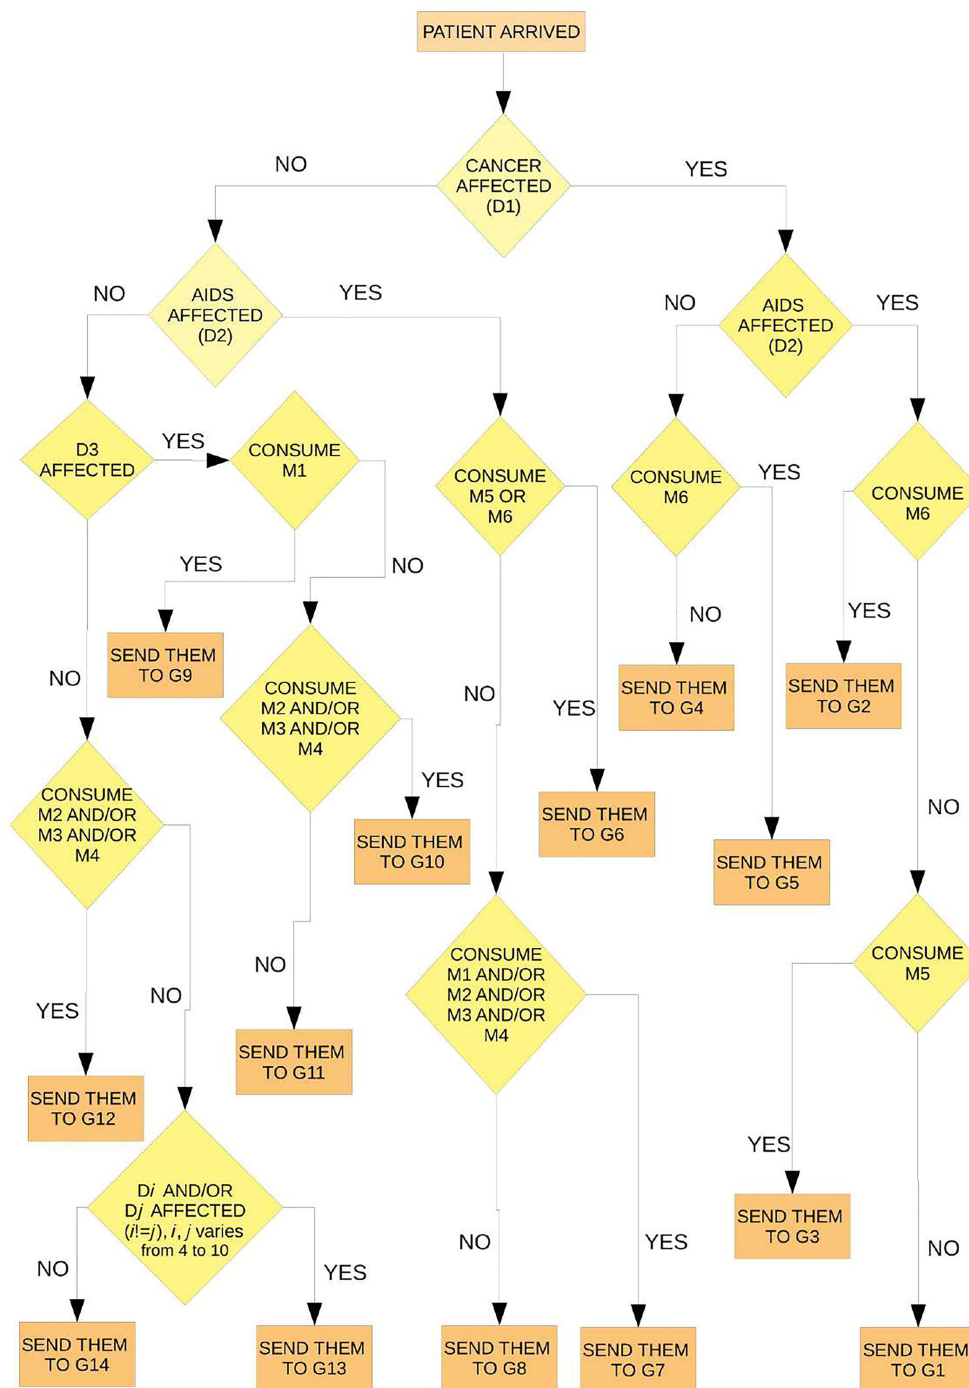 PATIENT ARRIVED
CANCER
AFFECTED
(D1)
NO
YES
AIDS
AFFECTED
(D2)
NO
YES
AIDS
AFFECTED
(D2)
NO
YES
D3
AFFECTED
YES
CONSUME
M1
CONSUME
M5 OR
M6
CONSUME
M6
YES
CONSUME
M6
YES
NO
NO
YES
SEND THEM
TO G9
NO
CONSUME
M2 AND/OR
M3 AND/OR
M4
NO
YES
SEND THEM
TO G4
SEND THEM
TO G2
YES
CONSUME
M2 AND/OR
M3 AND/OR
M4
SEND THEM
TO G10
SEND THEM
TO G6
SEND THEM
TO G5
NO
NO
CONSUME
M1 AND/OR
M2 AND/OR
M3 AND/OR
M4
CONSUME
M5
YES
NO
SEND THEM
TO G11
SEND THEM
TO G12
YES
Di AND/OR
Dj AFFECTED
(i!=j), i, j varies
from 4 to 10
SEND THEM
TO G3
NO
YES
NO
YES
NO
SEND THEM
TO G14
SEND THEM
TO G13
SEND THEM
TO G8
SEND THEM
TO G7
SEND THEM
TO G1